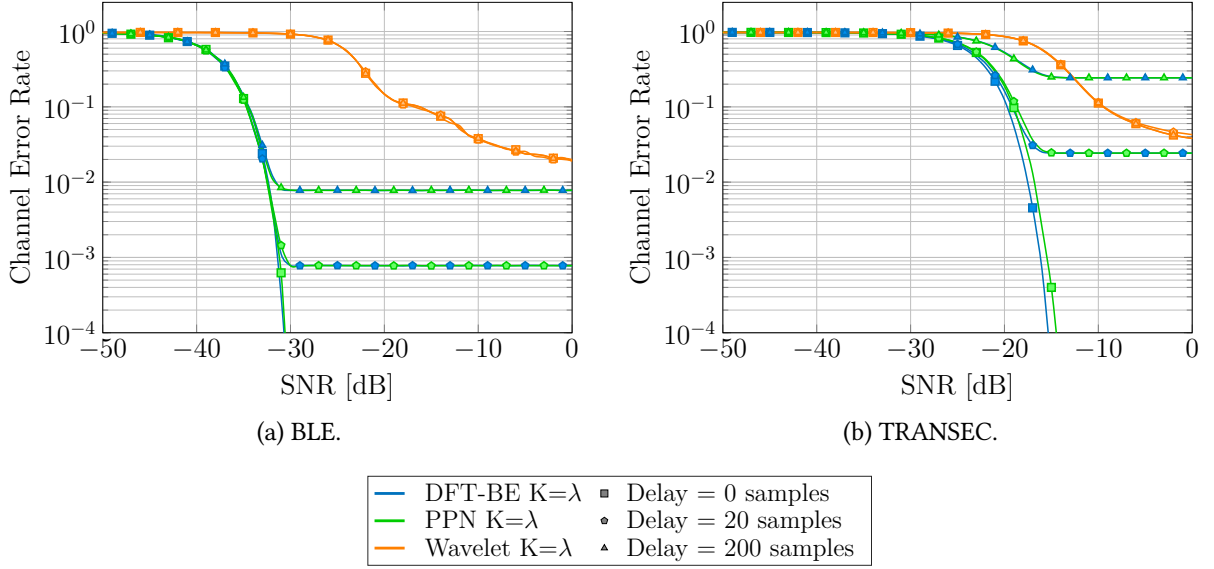 10^0
10^−1
10^−2
10^−3
10^−4
Channel Error Rate
−50 −40 −30 −20 −10 0
SNR [dB]
(a) BLE.
10^0
10^−1
10^−2
10^−3
10^−4
Channel Error Rate
−50 −40 −30 −20 −10 0
SNR [dB]
(b) TRANSEC.
DFT-BE K=λ Delay = 0 samples
PPN K=λ Delay = 20 samples
Wavelet K=λ Delay = 200 samples